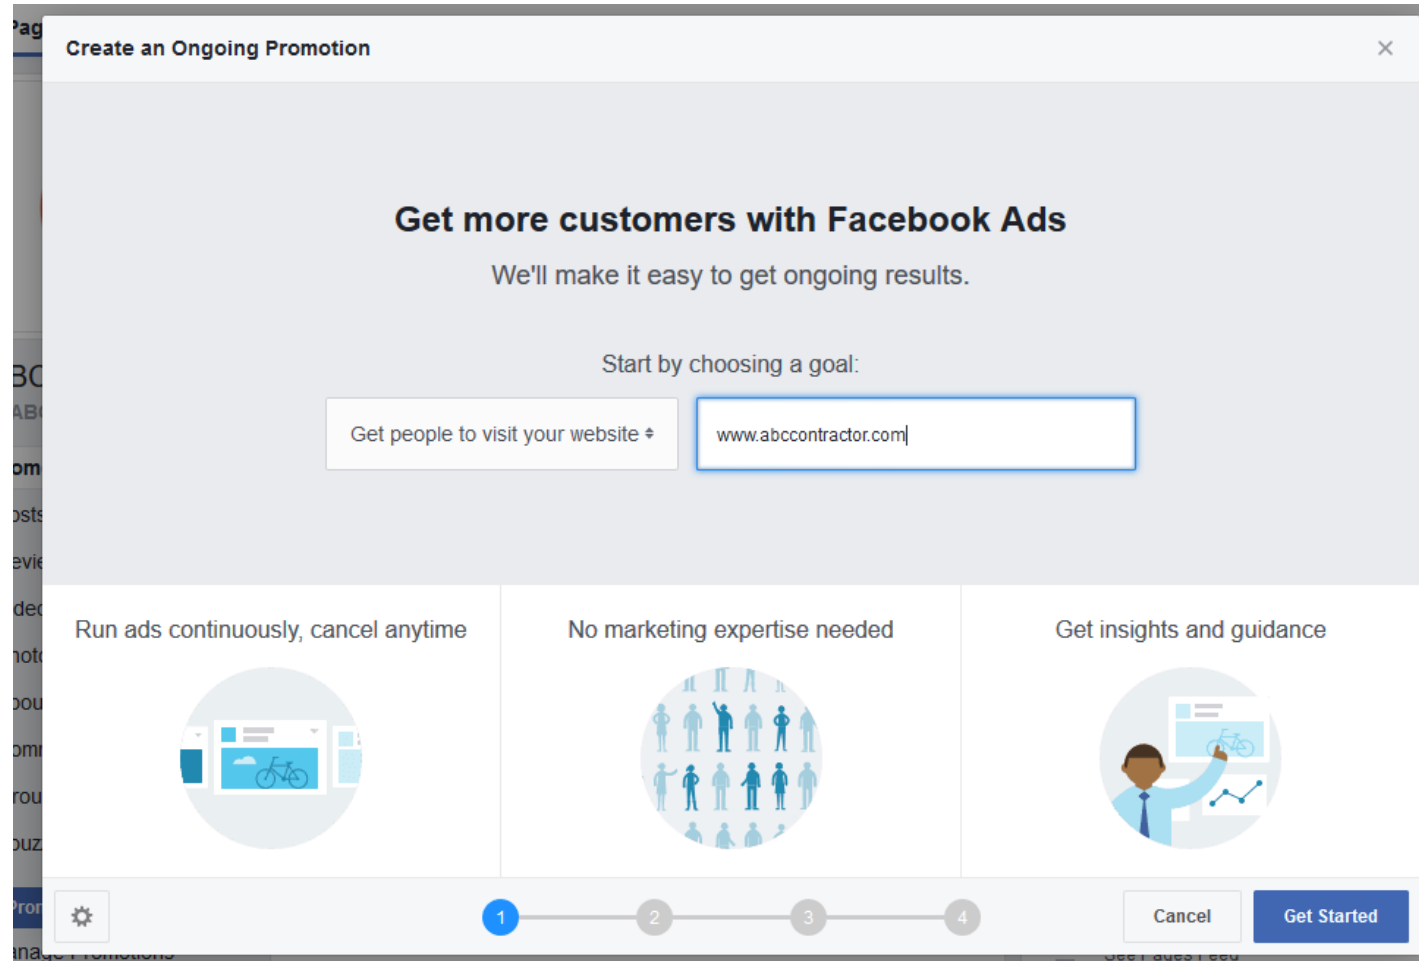 Create an Ongoing Promotion
Get more customers with Facebook Ads
We'll make it easy to get ongoing results.
Start by choosing a goal:
Get people to visit your website
www.abccontractor.com
Run ads continuously, cancel anytime
No marketing expertise needed
Get insights and guidance
1 2 3 4
Cancel
Get Started